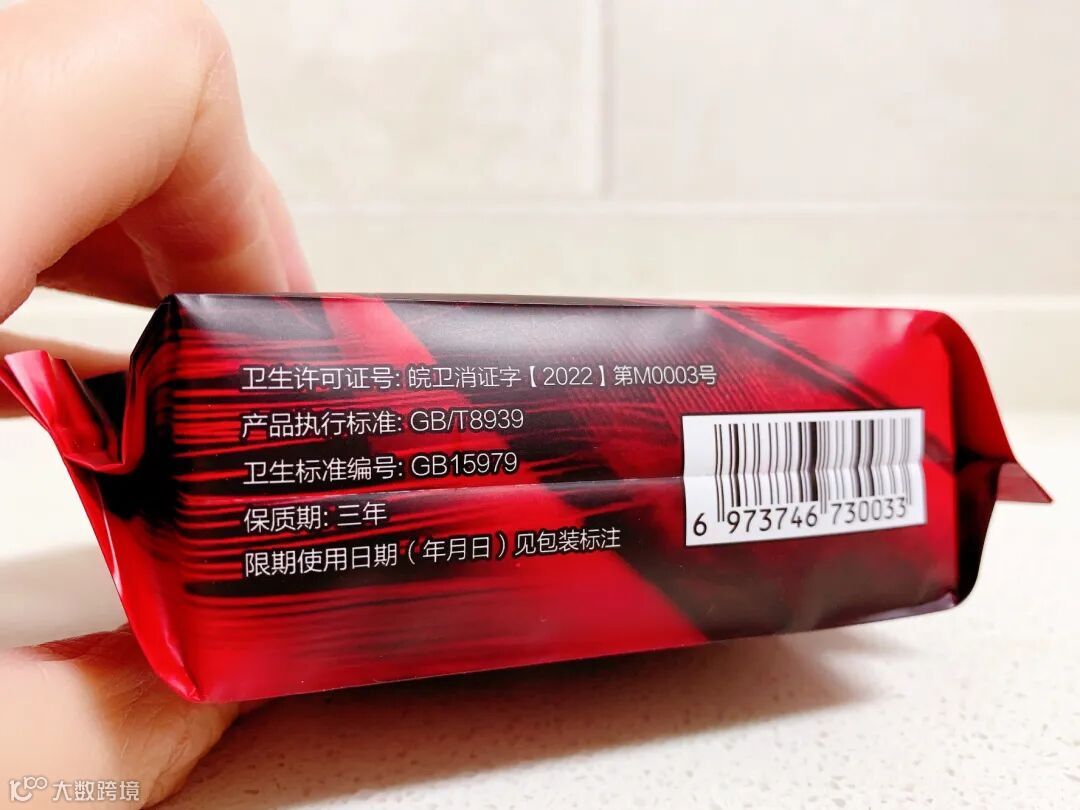 卫生许可证号: 皖卫消证字【2022】第M0003号
产品执行标准: GB/T8939
卫生标准编号: GB15979
保质期: 三年
限期使用日期（年月日）见包装标注
6 973746 730033
大数跨境